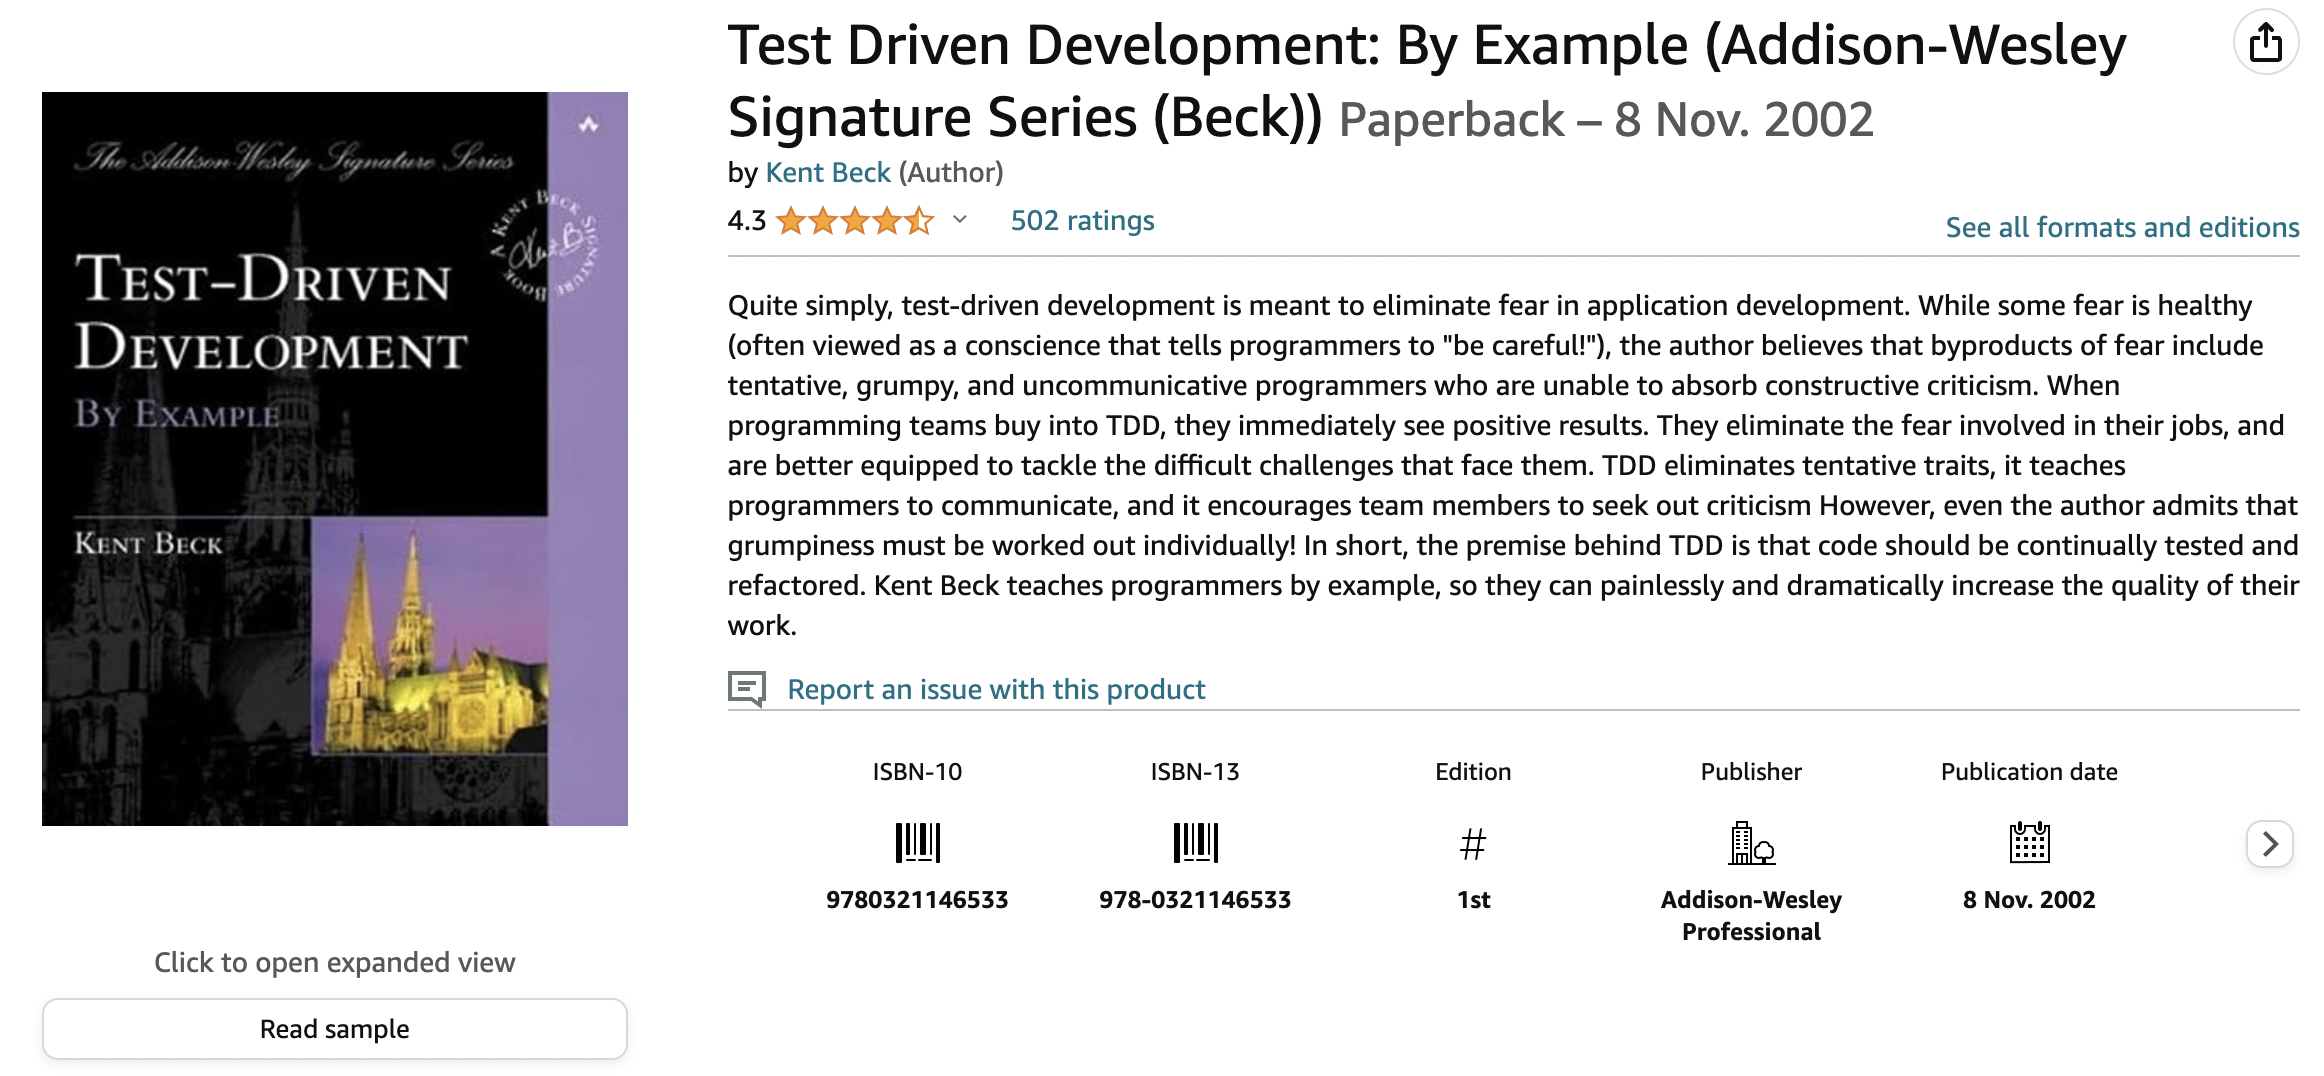 The Addison-Wesley Signature Series
A KENT BECK SIGNATURE BOOK
TEST-DRIVEN
DEVELOPMENT
BY EXAMPLE
KENT BECK
Click to open expanded view
Read sample
Test Driven Development: By Example (Addison-Wesley
Signature Series (Beck)) Paperback – 8 Nov. 2002
by Kent Beck (Author)
4.3 502 ratings
See all formats and editions
Quite simply, test-driven development is meant to eliminate fear in application development. While some fear is healthy
(often viewed as a conscience that tells programmers to "be careful!"), the author believes that byproducts of fear include
tentative, grumpy, and uncommunicative programmers who are unable to absorb constructive criticism. When
programming teams buy into TDD, they immediately see positive results. They eliminate the fear involved in their jobs, and
are better equipped to tackle the difficult challenges that face them. TDD eliminates tentative traits, it teaches
programmers to communicate, and it encourages team members to seek out criticism However, even the author admits that
grumpiness must be worked out individually! In short, the premise behind TDD is that code should be continually tested and
refactored. Kent Beck teaches programmers by example, so they can painlessly and dramatically increase the quality of their
work.
Report an issue with this product
ISBN-10 ISBN-13 Edition Publisher Publication date
#
9780321146533 978-0321146533 1st Addison-Wesley 8 Nov. 2002
Professional